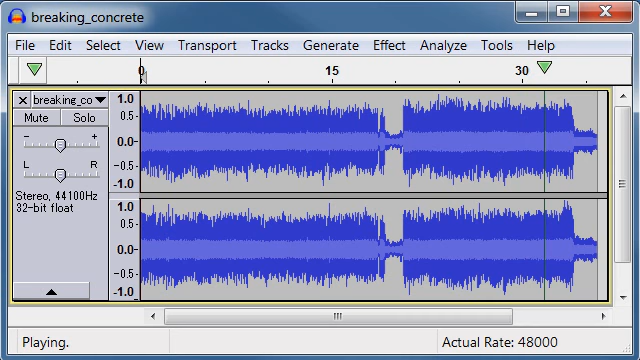 breaking_concrete
File Edit Select View Transport Tracks Generate Effect Analyze Tools Help
0 15 30
breaking_co
Mute Solo
- +
L R
Stereo, 44100Hz
32-bit float
1.0
0.5
0.0
-0.5
-1.0
1.0
0.5
0.0
-0.5
-1.0
Playing. Actual Rate: 48000